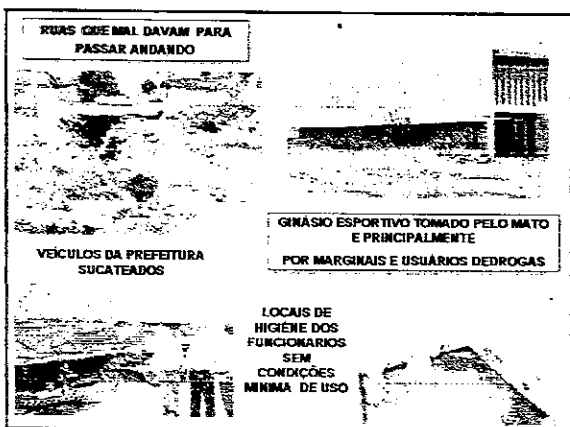 RUAS QUE MAL DAVAM PARA
PASSAR ANDANDO
GINÁSIO ESPORTIVO TOMADO PELO MATO
E PRINCIPALMENTE
POR MARGINAIS E USUÁRIOS DEDROGAS
VEÍCULOS DA PREFEITURA
SUCATEADOS
LOCAIS DE
HIGIÊNE DOS
FUNCIONARIOS
SEM
CONDIÇÕES
MINIMA DE USO